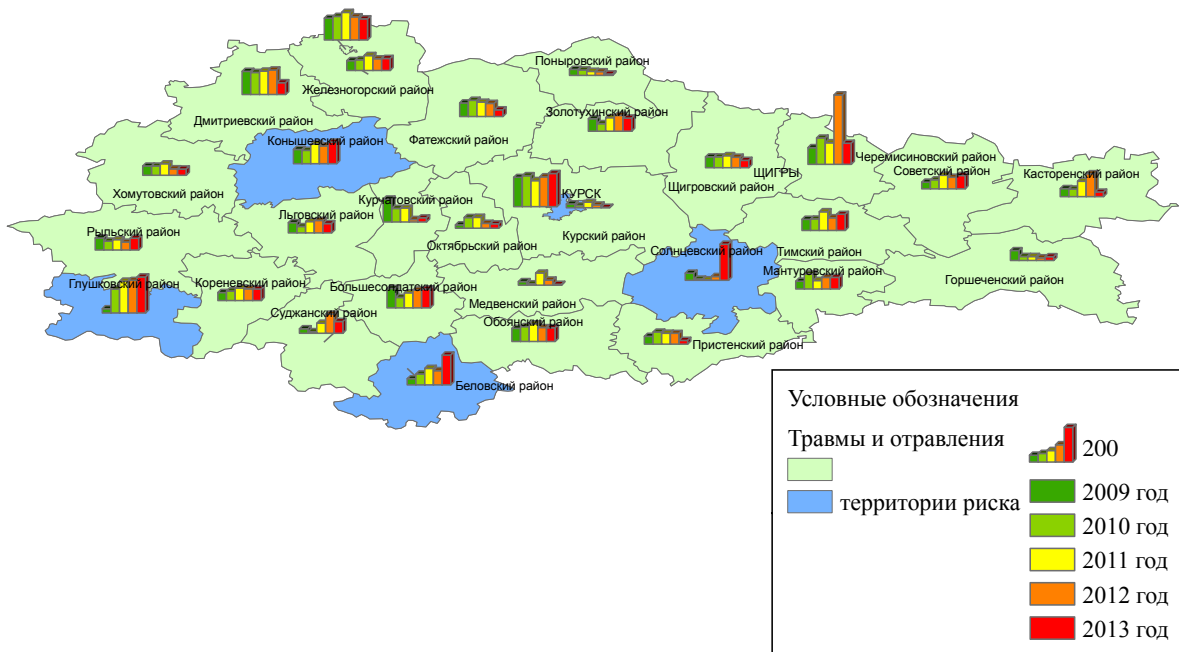 Поныровский район
Железногорский район
Золотухинский район
Дмитриевский район
Конышевский район
Фатежский район
Черемисиновский район
ЩИГРЫ
Советский район
Касторенский район
Щигровский район
Хомутовский район
Курчатовский район
КУРСК
Льговский район
Рыльский район
Октябрьский район
Курский район
Солнцевский район
Тимский район
Мантуровский район
Горшеченский район
Глушковский район
Кореневский район
Большесолдатский район
Медвенский район
Суджанский район
Обоянский район
Пристенский район
Беловский район
Условные обозначения
Травмы и отравления
территории риска
200
2009 год
2010 год
2011 год
2012 год
2013 год